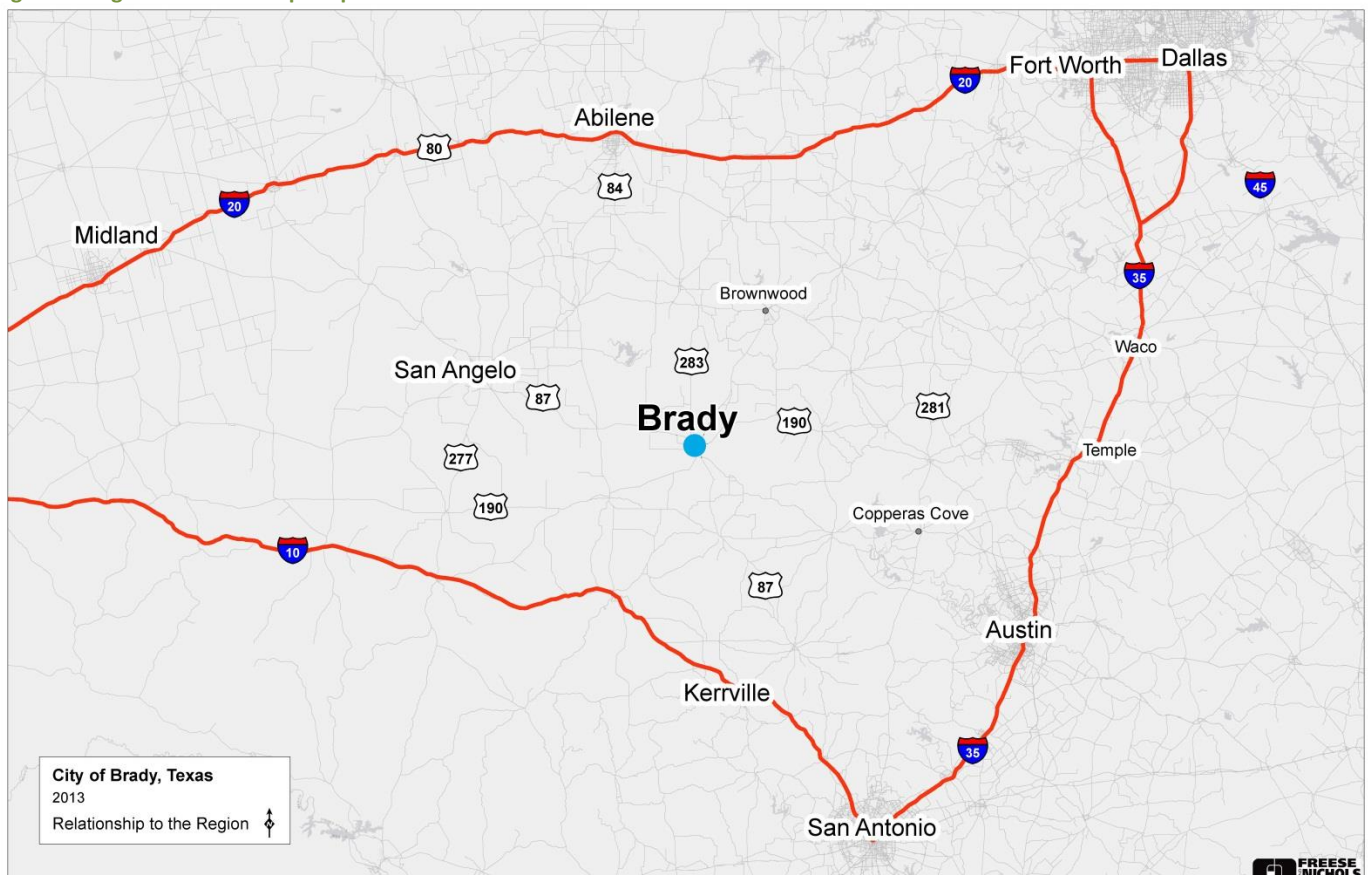 Fort Worth
Dallas
20
Abilene
80
84
45
20
Midland
35
Brownwood
Waco
283
San Angelo
87
281
Brady
190
Temple
277
190
Copperas Cove
10
87
Austin
Kerrville
35
City of Brady, Texas
2013
Relationship to the Region
N
San Antonio
FREESE
NICHOLS